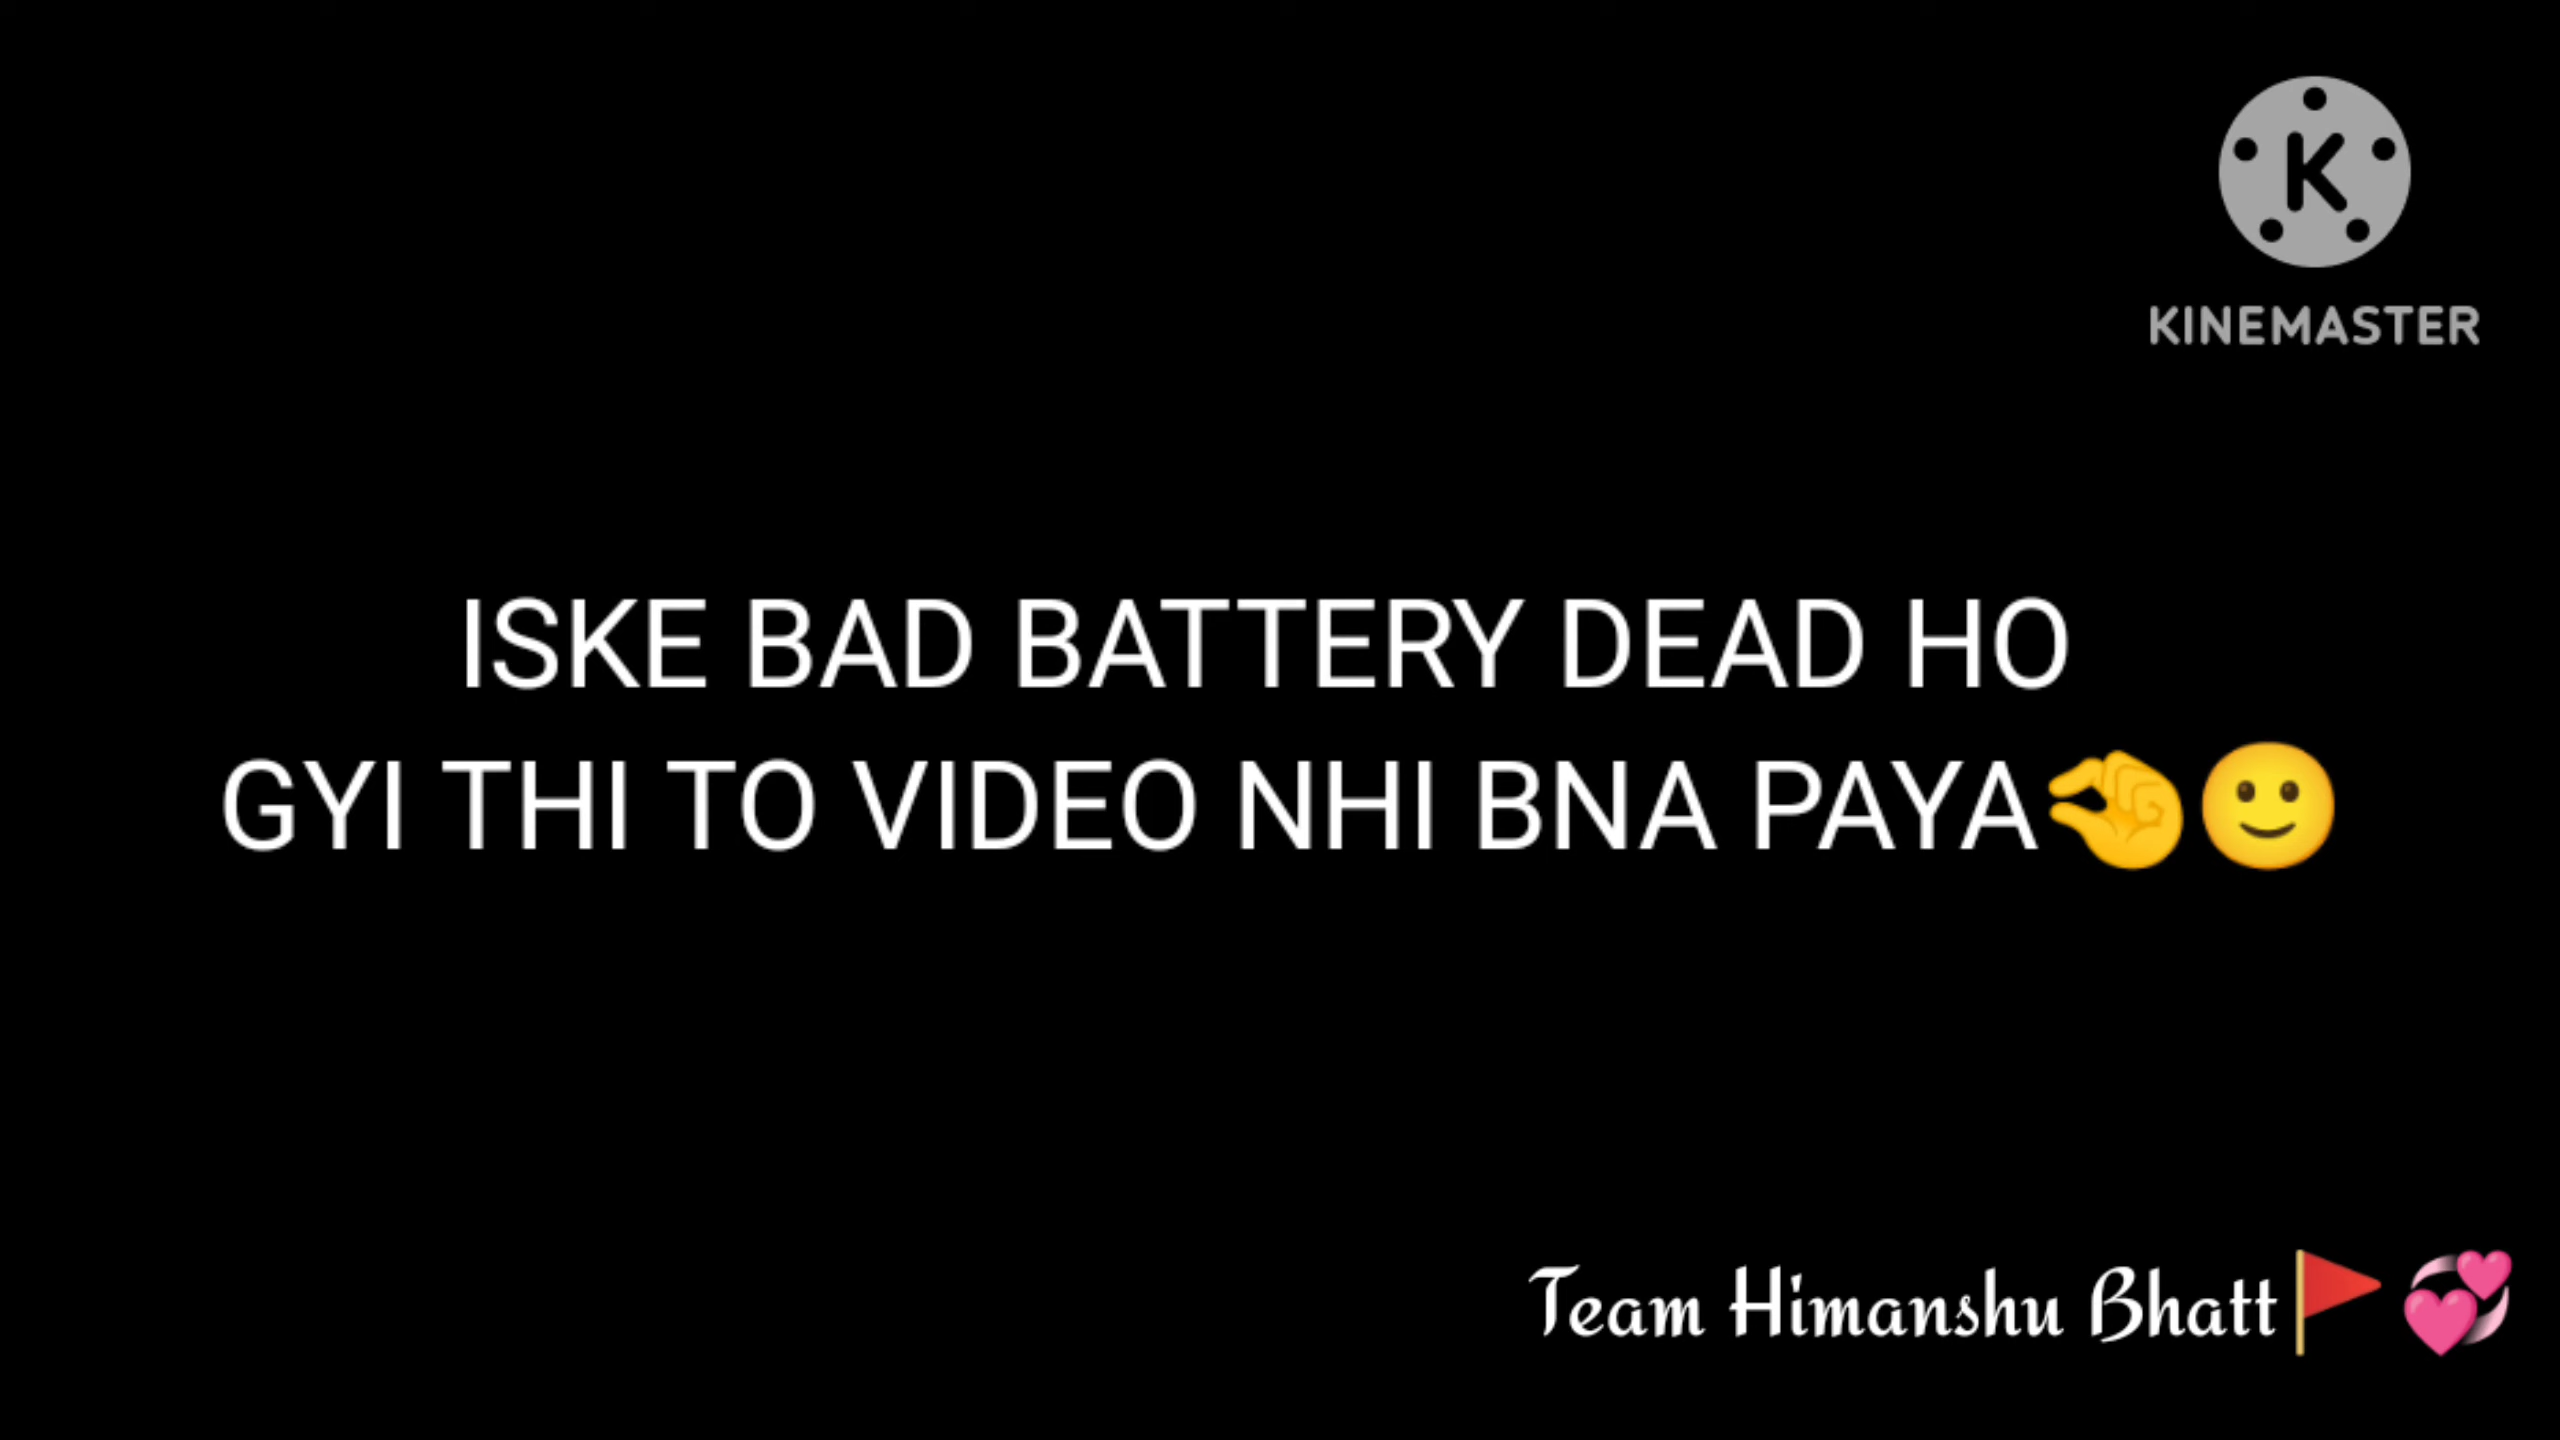 K
KINEMASTER
ISKE BAD BATTERY DEAD HO
GYI THI TO VIDEO NHI BNA PAYA🤏🙂
Team Himanshu Bhatt🚩💞